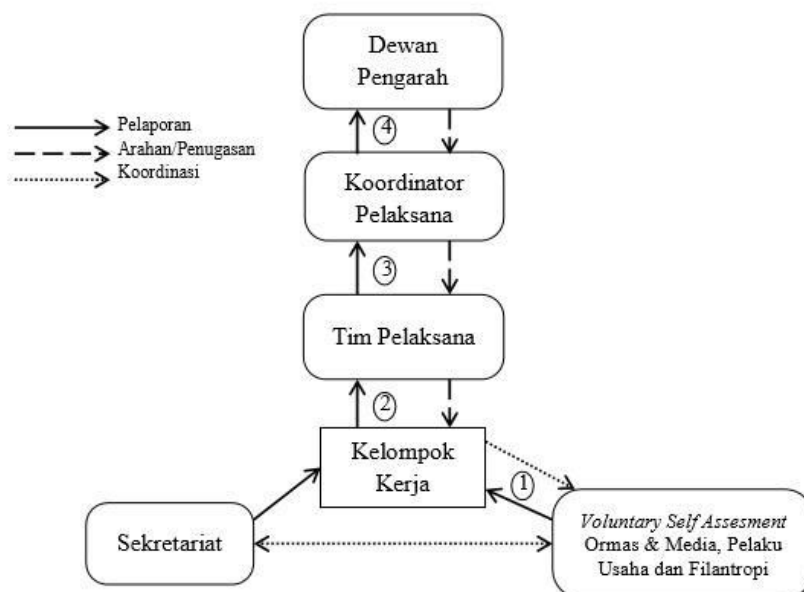 Dewan
Pengarah
Pelaporan
Arahan/Penugasan
Koordinasi
4
Koordinator
Pelaksana
3
Tim Pelaksana
2
Kelompok
Kerja
1
Sekretariat
Voluntary Self Assesment
Ormas & Media, Pelaku
Usaha dan Filantropi